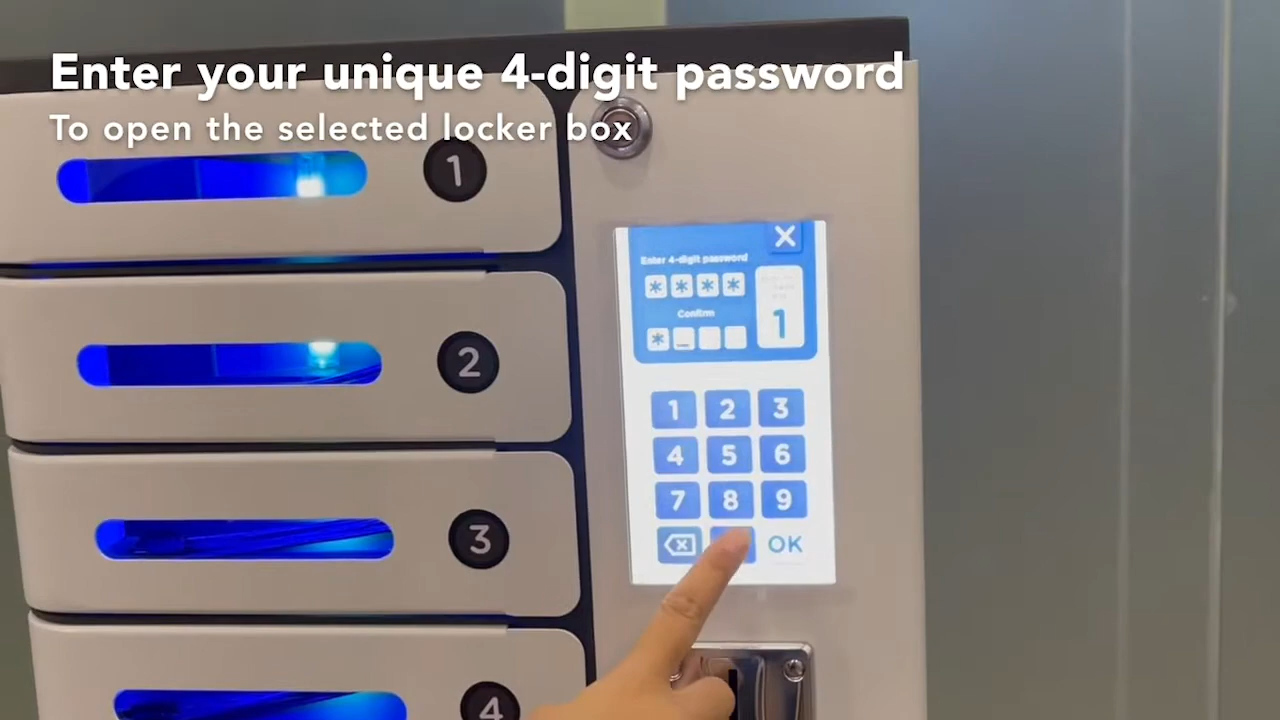 Enter your unique 4-digit password
To open the selected locker box
1
2
3
4
X
Enter 4-digit password
* * * *
Confirm
* _
1
1 2 3
4 5 6
7 8 9
OK